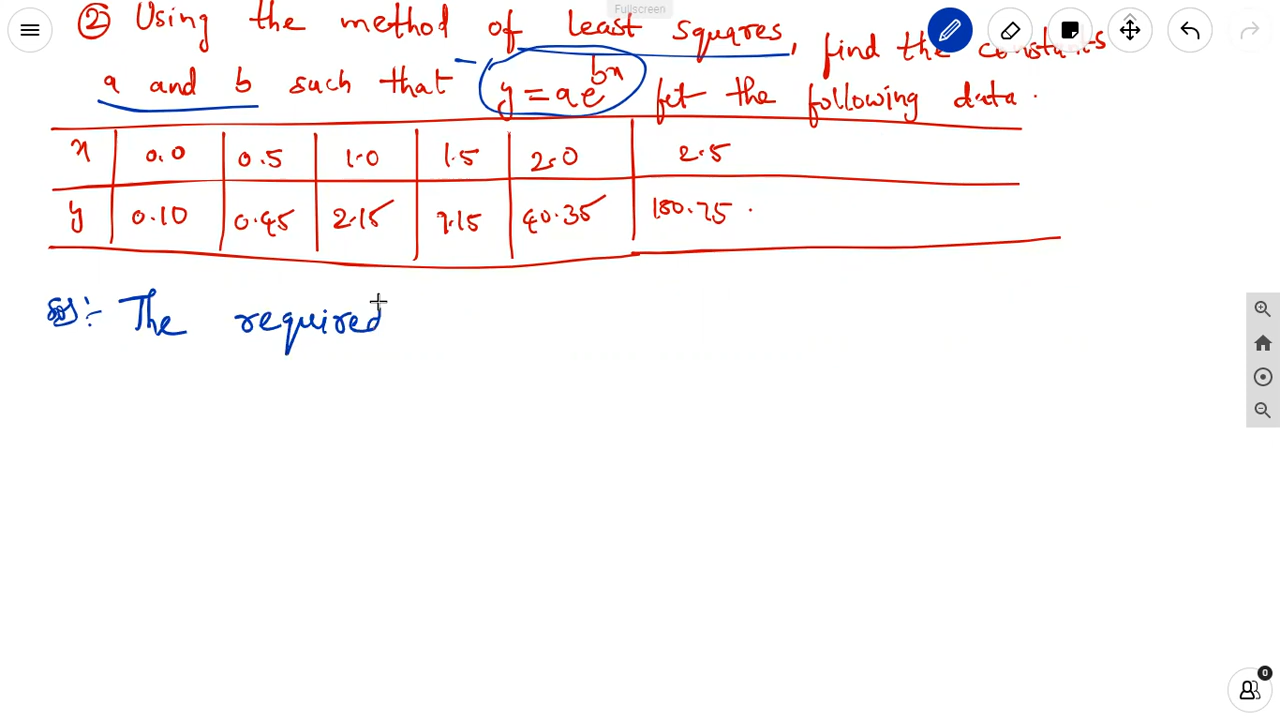 Fullscreen
② Using the method of least squares, find the constants
a and b such that y = ae^bx fit the following data.
x 0.0 0.5 1.0 1.5 2.0 2.5
y 0.10 0.45 2.15 9.15 40.35 180.75
Sol:- The required
0